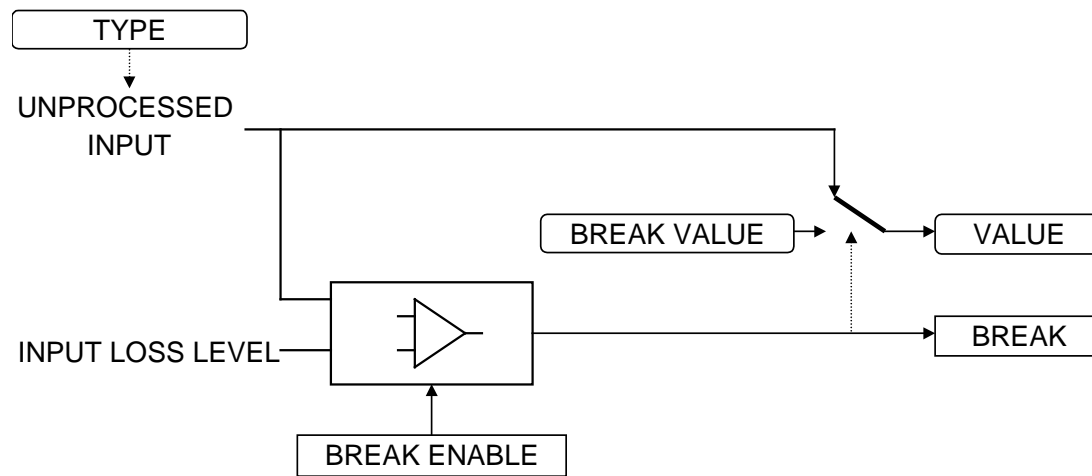 TYPE
UNPROCESSED
INPUT
BREAK VALUE
VALUE
INPUT LOSS LEVEL
BREAK
BREAK ENABLE